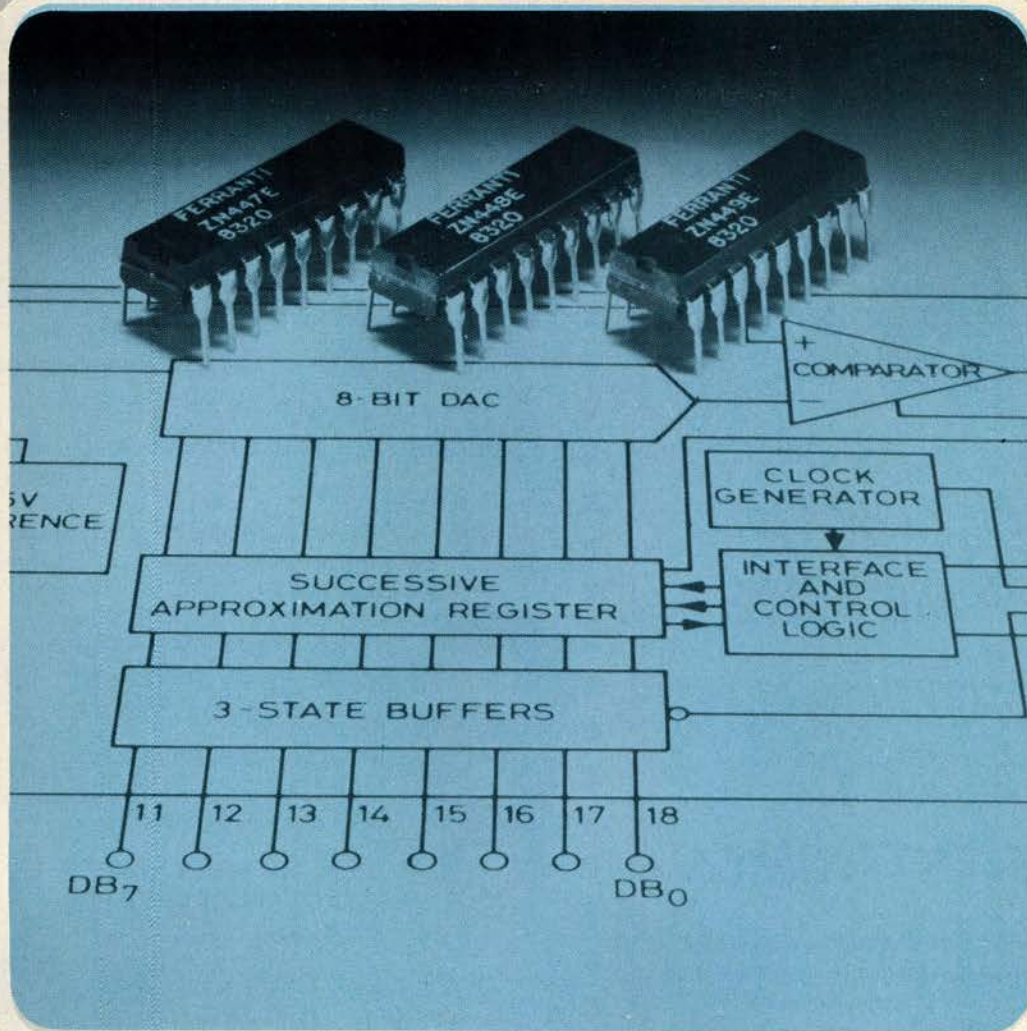 FERRANTI
ZN447E
8320
FERRANTI
ZN448E
8320
FERRANTI
ZN449E
8320
+
COMPARATOR
−
8-BIT DAC
5V
RENCE
CLOCK
GENERATOR
SUCCESSIVE
APPROXIMATION REGISTER
INTERFACE
AND
CONTROL
LOGIC
3-STATE BUFFERS
11 12 13 14 15 16 17 18
DB7 DB0